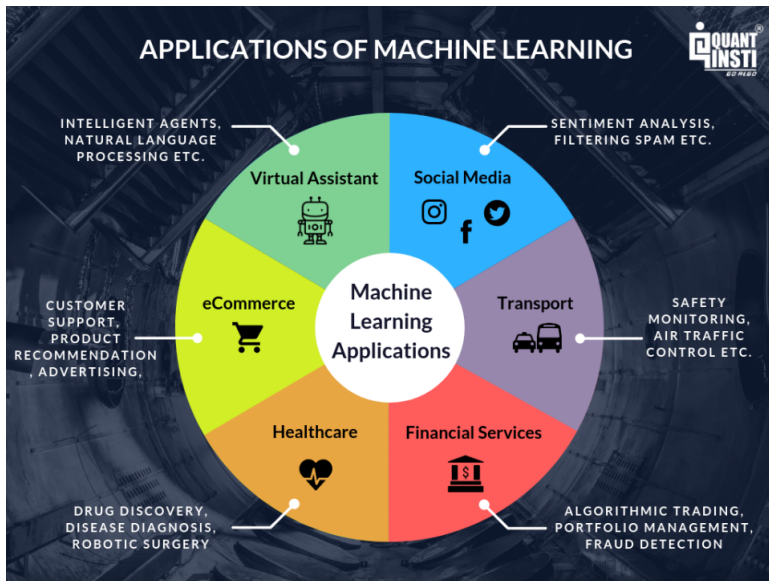 APPLICATIONS OF MACHINE LEARNING
QUANT
INSTI
GO ALGO
®
INTELLIGENT AGENTS,
NATURAL LANGUAGE
PROCESSING ETC.
SENTIMENT ANALYSIS,
FILTERING SPAM ETC.
Virtual Assistant
Social Media
eCommerce
Machine
Learning
Applications
Transport
CUSTOMER
SUPPORT,
PRODUCT
RECOMMENDATION
, ADVERTISING,
SAFETY
MONITORING,
AIR TRAFFIC
CONTROL ETC.
Healthcare
Financial Services
DRUG DISCOVERY,
DISEASE DIAGNOSIS,
ROBOTIC SURGERY
ALGORITHMIC TRADING,
PORTFOLIO MANAGEMENT,
FRAUD DETECTION